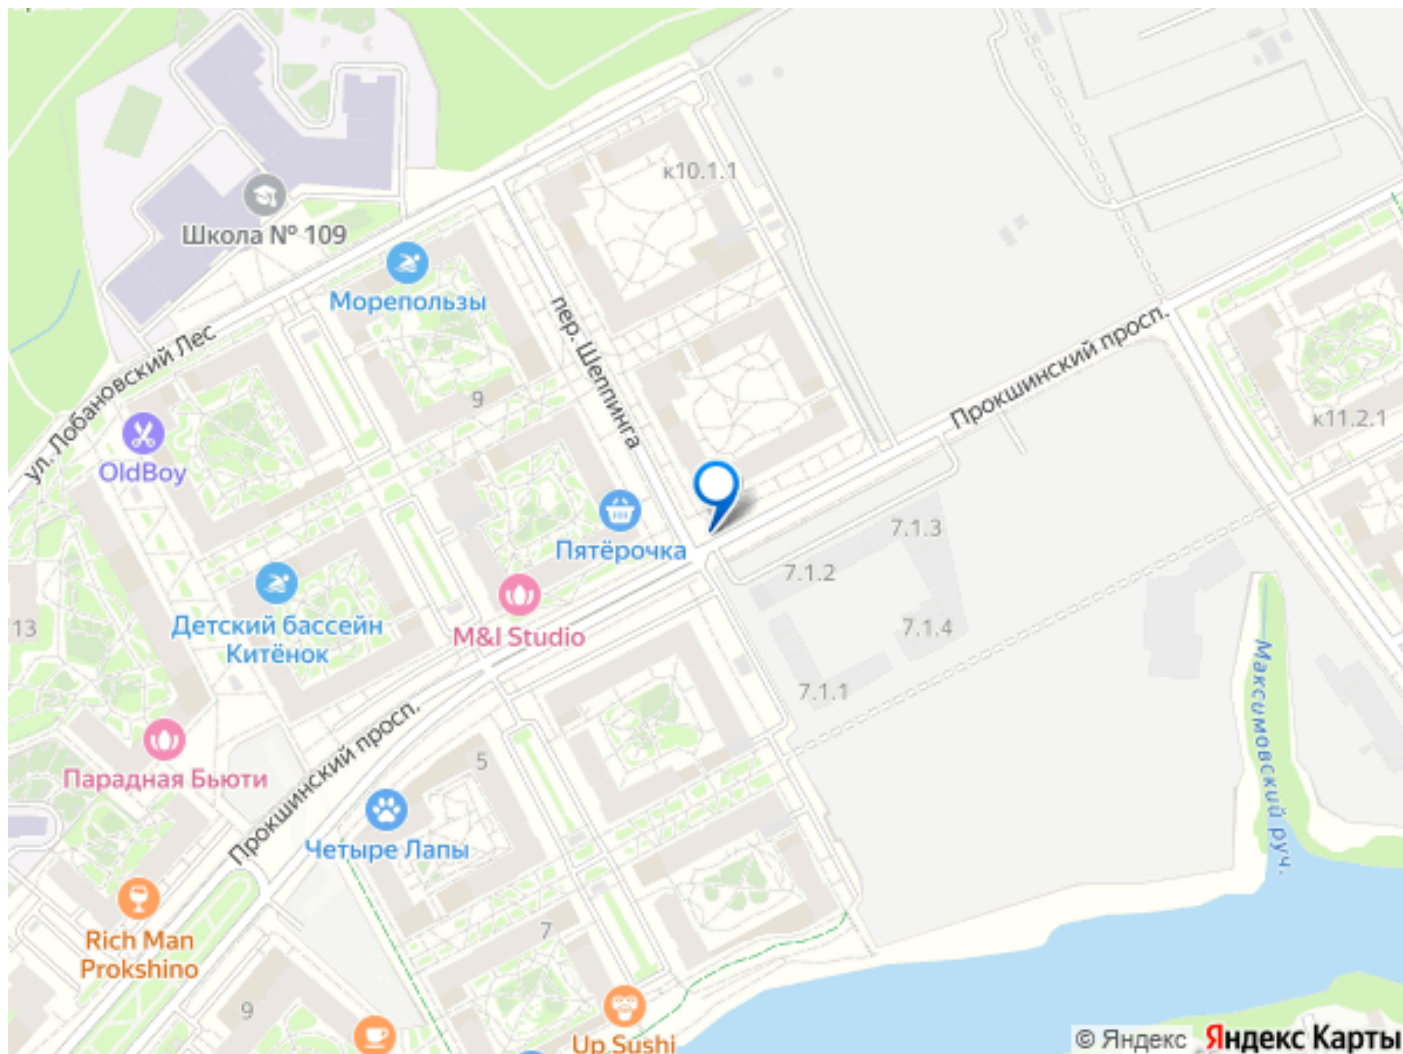 к10.1.1
Школа № 109
Морепользы
пер. Шеппинга
ул. Лобановский Лес
Прокшинский просп.
9
к11.2.1
OldBoy
Пятёрочка
7.1.3
7.1.2
Детский бассейн
Китёнок
13
M&I Studio
7.1.4
7.1.1
Максимовский руч.
Прокшинский просп.
5
Парадная Бьюти
Четыре Лапы
Rich Man
Prokshino
7
9
Up Sushi
© Яндекс Яндекс Карты